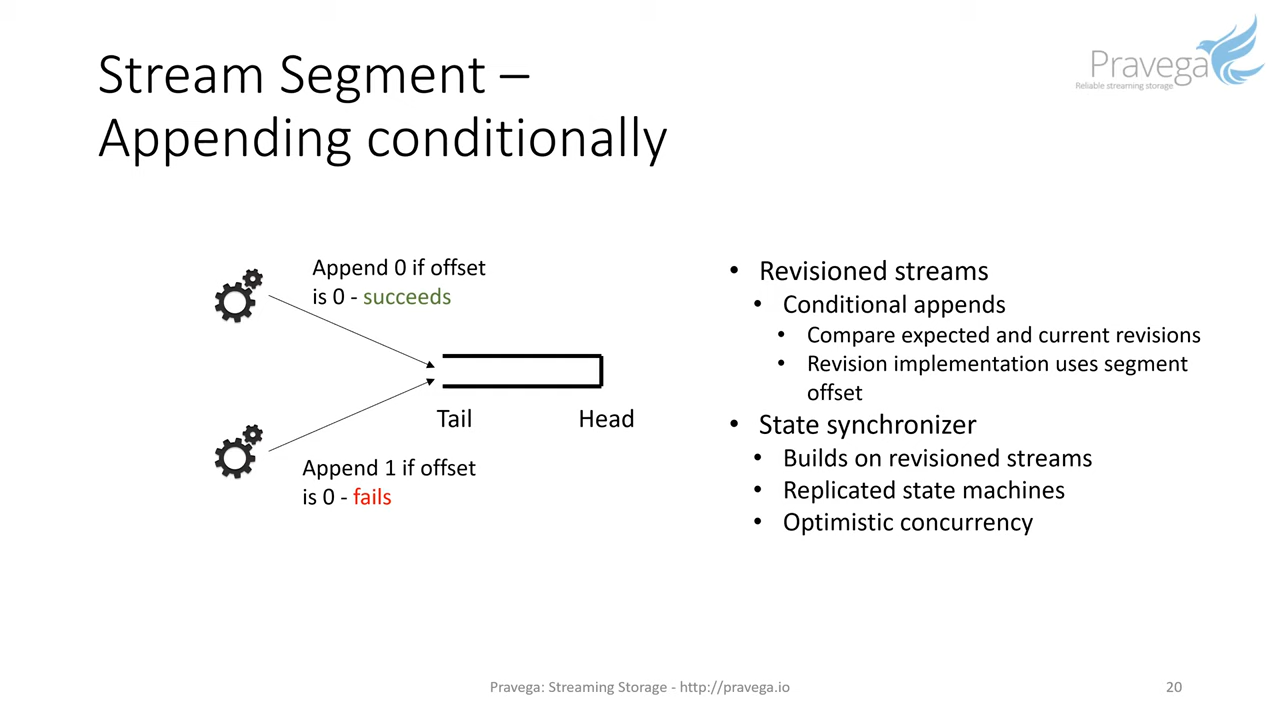 Stream Segment –
Appending conditionally
Pravega
Reliable streaming storage
Append 0 if offset
is 0 - succeeds
Tail
Head
Append 1 if offset
is 0 - fails
• Revisioned streams
• Conditional appends
• Compare expected and current revisions
• Revision implementation uses segment
offset
• State synchronizer
• Builds on revisioned streams
• Replicated state machines
• Optimistic concurrency
Pravega: Streaming Storage - http://pravega.io
20